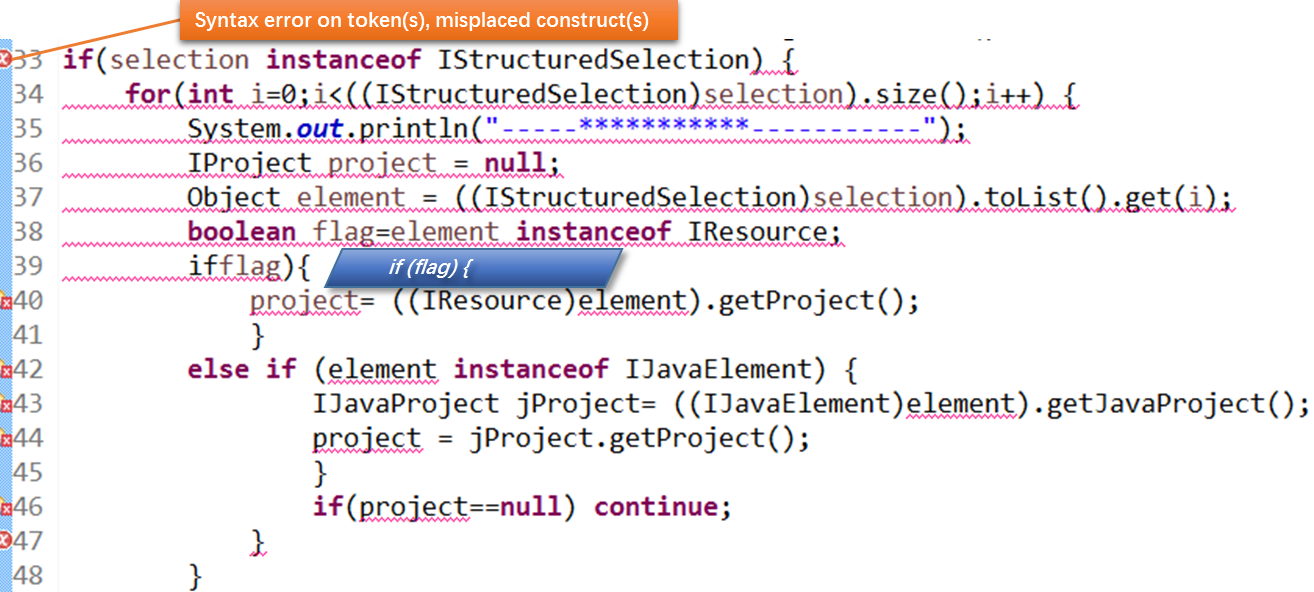 Syntax error on token(s), misplaced construct(s)
33 if(selection instanceof IStructuredSelection) {
34 for(int i=0;i<((IStructuredSelection)selection).size();i++) {
35 System.out.println("-----***********-----------");
36 IProject project = null;
37 Object element = ((IStructuredSelection)selection).toList().get(i);
38 boolean flag=element instanceof IResource;
39 ifflag){ if (flag) {
40 project= ((IResource)element).getProject();
41 }
42 else if (element instanceof IJavaElement) {
43 IJavaProject jProject= ((IJavaElement)element).getJavaProject();
44 project = jProject.getProject();
45 }
46 if(project==null) continue;
47 }
48 }